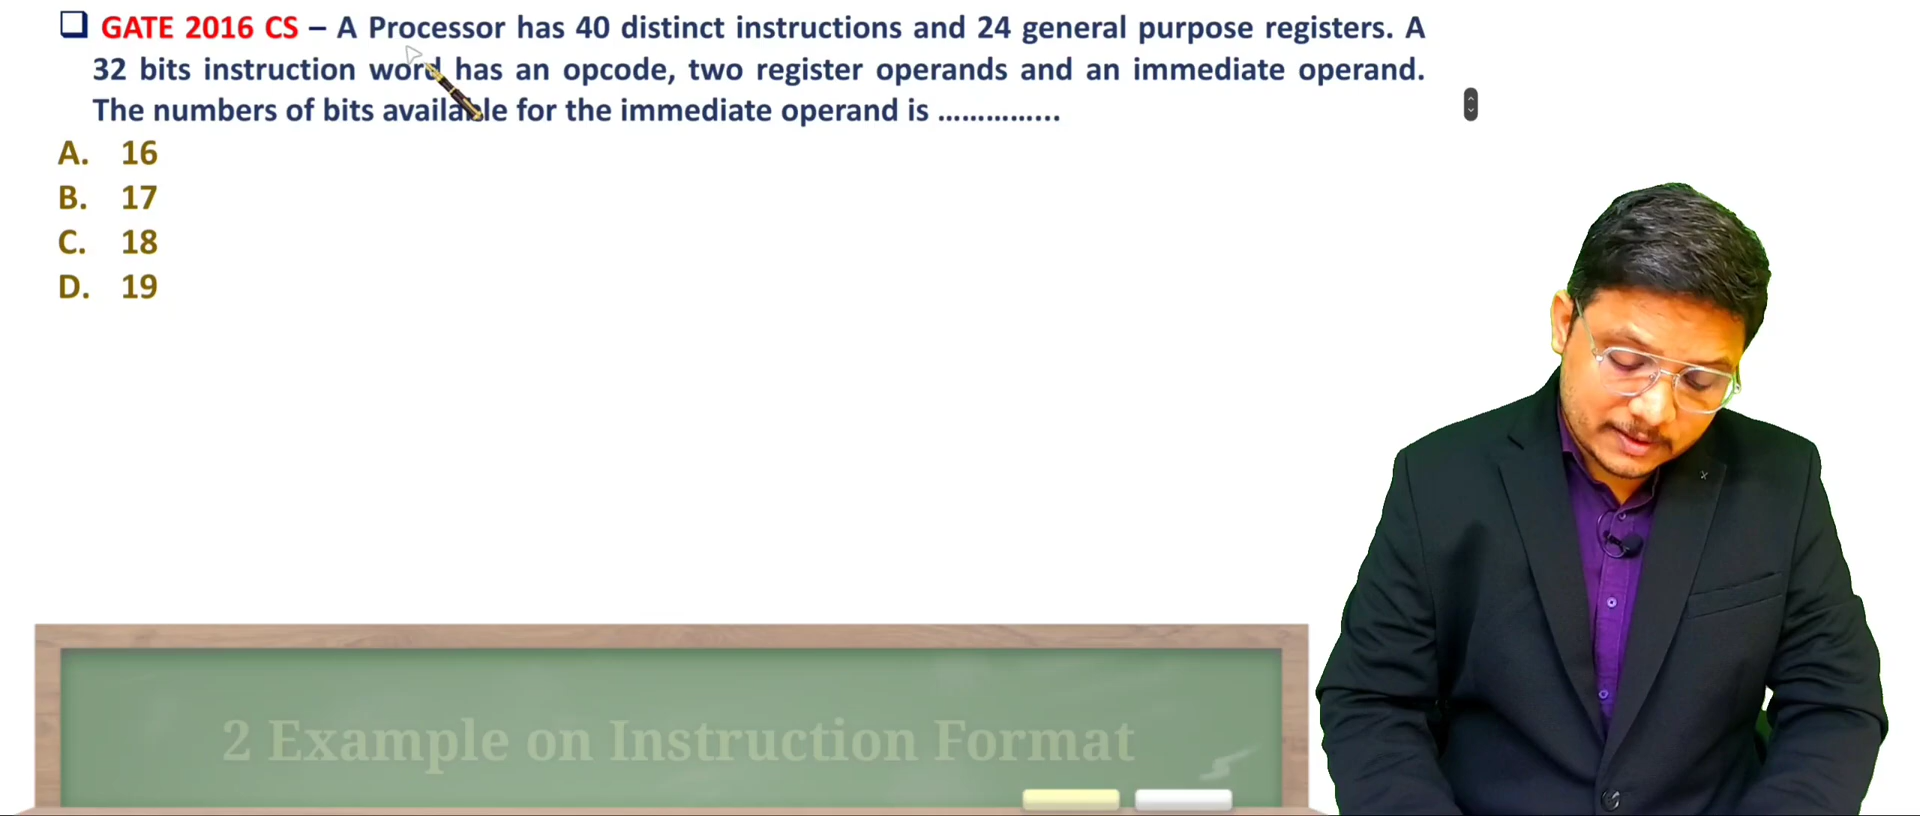 GATE 2016 CS – A Processor has 40 distinct instructions and 24 general purpose registers. A
32 bits instruction word has an opcode, two register operands and an immediate operand.
The numbers of bits available for the immediate operand is ................
A. 16
B. 17
C. 18
D. 19
2 Example on Instruction Format